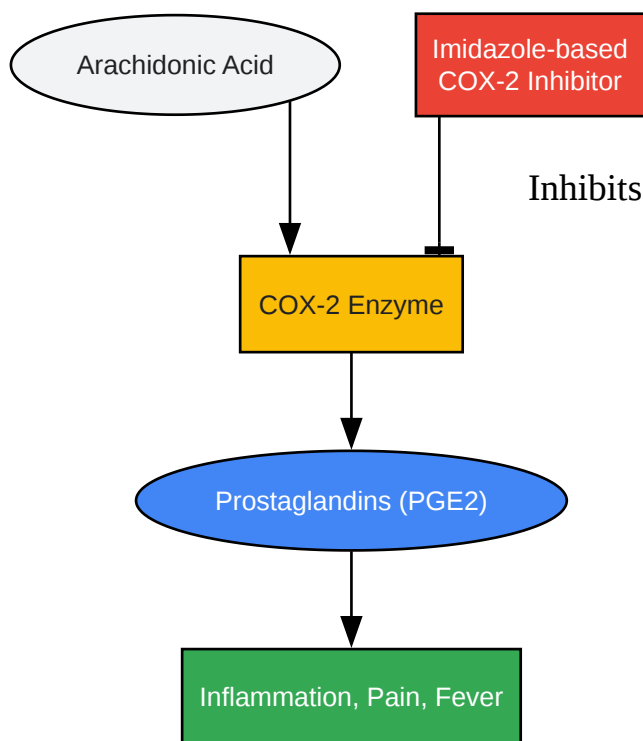 Arachidonic Acid
Imidazole-based
COX-2 Inhibitor
Inhibits
COX-2 Enzyme
Prostaglandins (PGE2)
Inflammation, Pain, Fever